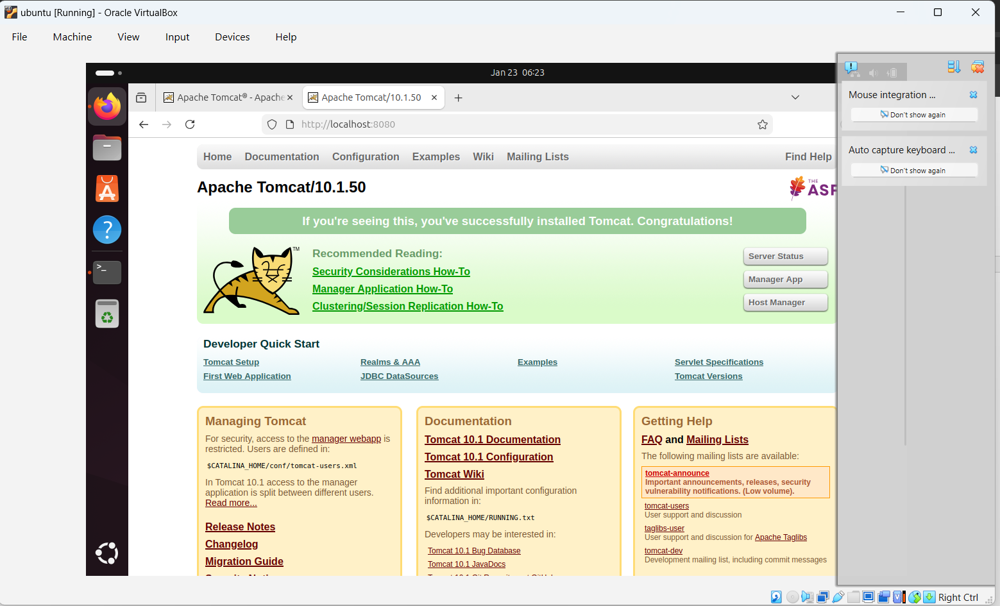 ubuntu [Running] - Oracle VirtualBox
File Machine View Input Devices Help
Jan 23 06:23
Apache Tomcat® - Apache
Apache Tomcat/10.1.50
http://localhost:8080
Mouse integration ...
Don't show again
Auto capture keyboard ...
Don't show again
Home Documentation Configuration Examples Wiki Mailing Lists Find Help
Apache Tomcat/10.1.50
THE
ASF
If you're seeing this, you've successfully installed Tomcat. Congratulations!
TM
Recommended Reading:
Security Considerations How-To
Manager Application How-To
Clustering/Session Replication How-To
Server Status
Manager App
Host Manager
Developer Quick Start
Tomcat Setup
First Web Application
Realms & AAA
JDBC DataSources
Examples
Servlet Specifications
Tomcat Versions
Managing Tomcat
For security, access to the manager webapp is
restricted. Users are defined in:
$CATALINA_HOME/conf/tomcat-users.xml
In Tomcat 10.1 access to the manager
application is split between different users.
Read more...
Release Notes
Changelog
Migration Guide
Documentation
Tomcat 10.1 Documentation
Tomcat 10.1 Configuration
Tomcat Wiki
Find additional important configuration
information in:
$CATALINA_HOME/RUNNING.txt
Developers may be interested in:
Tomcat 10.1 Bug Database
Tomcat 10.1 JavaDocs
Getting Help
FAQ and Mailing Lists
The following mailing lists are available:
tomcat-announce
Important announcements, releases, security
vulnerability notifications. (Low volume).
tomcat-users
User support and discussion
taglibs-user
User support and discussion for Apache Taglibs
tomcat-dev
Development mailing list, including commit messages
Right Ctrl